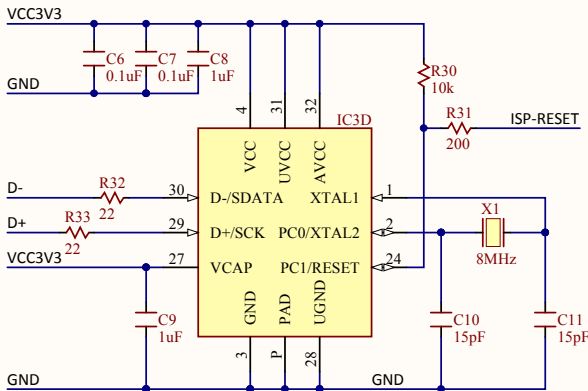 VCC3V3
C6
0.1uF
C7
0.1uF
C8
1uF
R30
10k
GND
4
31
32
IC3D
R31
200
ISP-RESET
VCC
UVCC
AVCC
D-
R32
22
30
D-/SDATA
XTAL1
1
D+
R33
22
29
D+/SCK
PC0/XTAL2
2
X1
8MHz
VCC3V3
27
VCAP
PC1/RESET
24
C9
1uF
GND
PAD
UGND
C10
15pF
C11
15pF
3
P
28
GND
GND